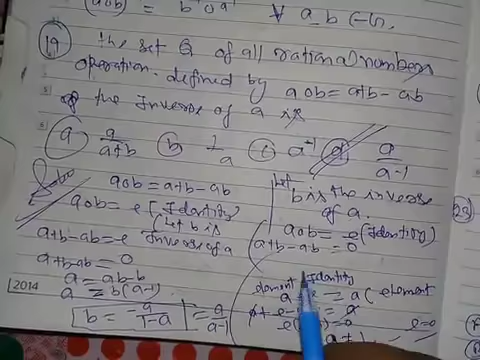 (aob) = b⁻¹oa⁻¹ ∀ a, b ∈ G.
(19) the set Q of all rational numbers
operation. defined by aob = a+b-ab
the Inverse of a is
(a) a/a+b (b) 1/a (c) a⁻¹ (d) a/a-1
aob = a+b-ab
aob = e (Identity)
(let b is
a+b-ab = e Inverse of a
a+b-ab = 0
a = ab-b
a = b(a-1)
b = -a/1-a = a/a-1
Let b is the inverse
of a.
aob = e (Identity)
(a+b-ab = 0
Identity
element
a = a (element
e=0
2014
(22)